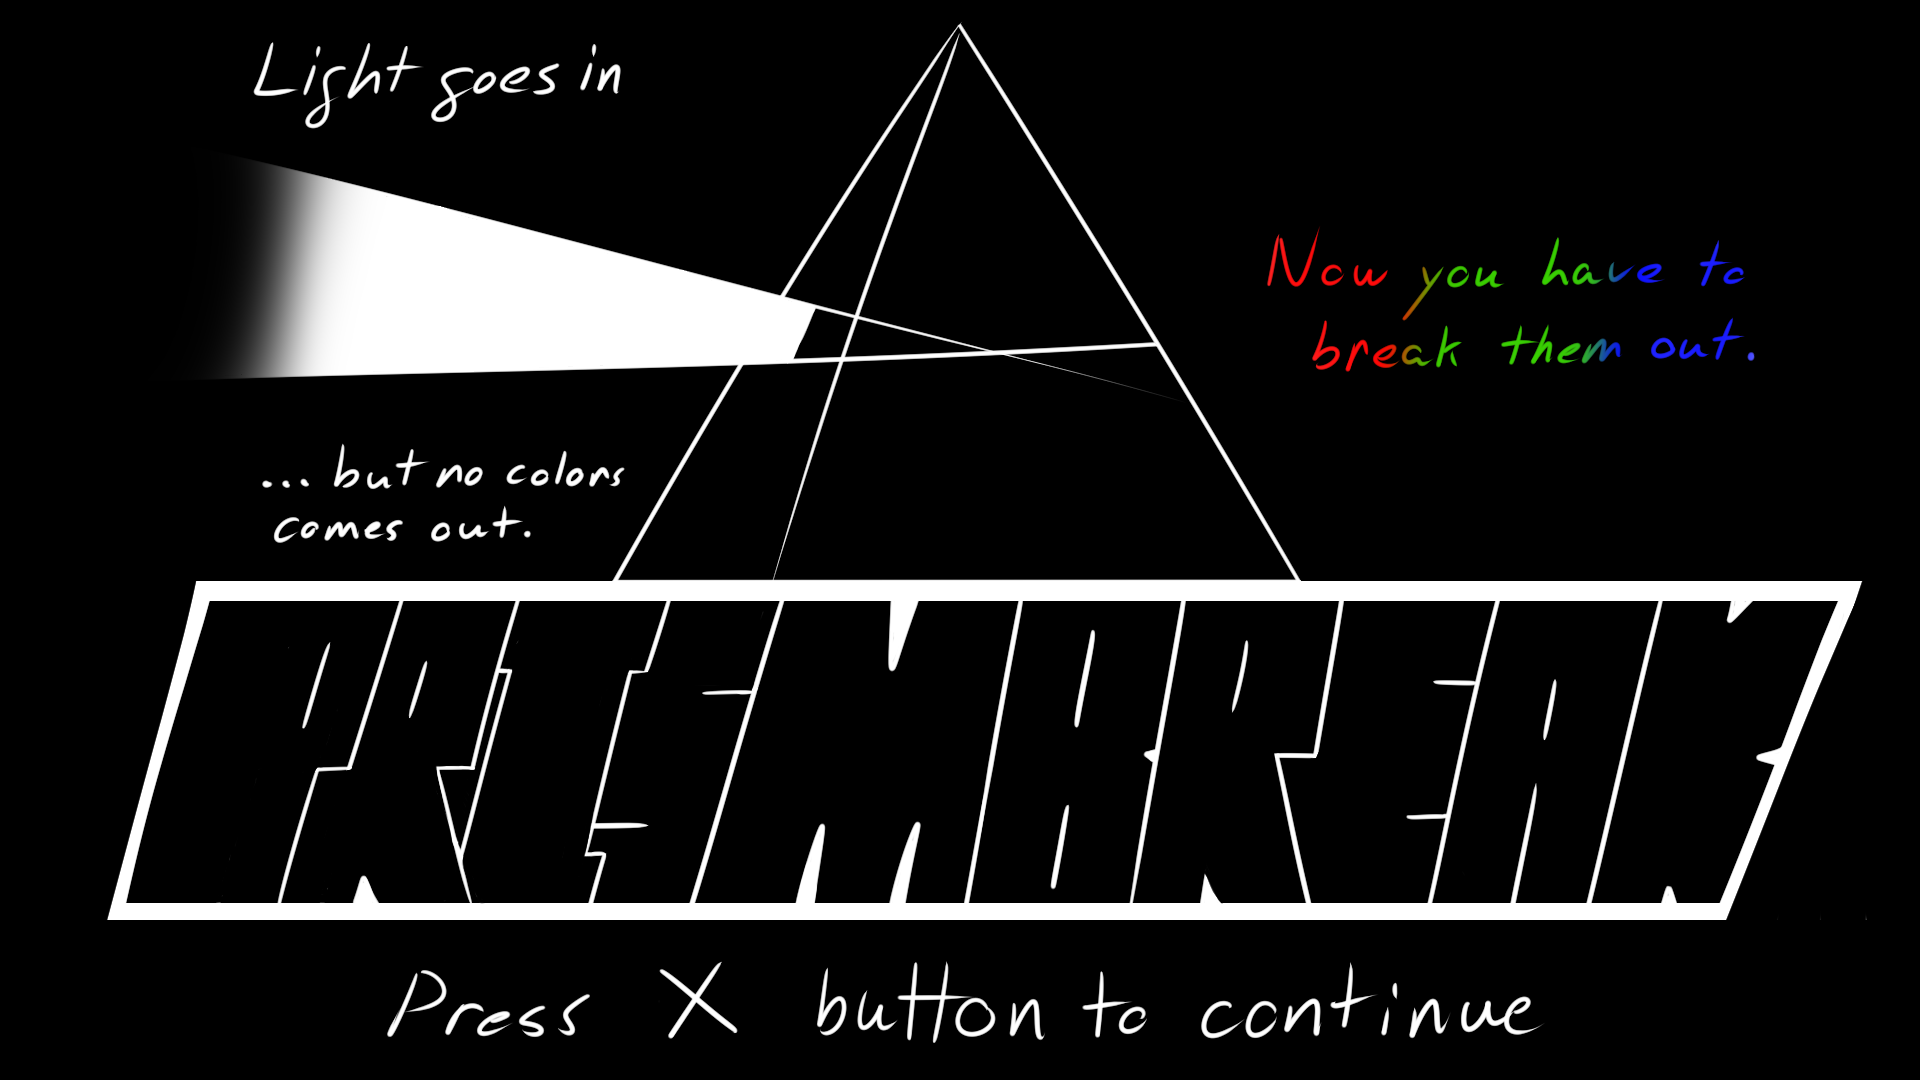 Light goes in
... but no colors
comes out.
Now you have to
break them out.
PRISMBREAK
Press X button to continue